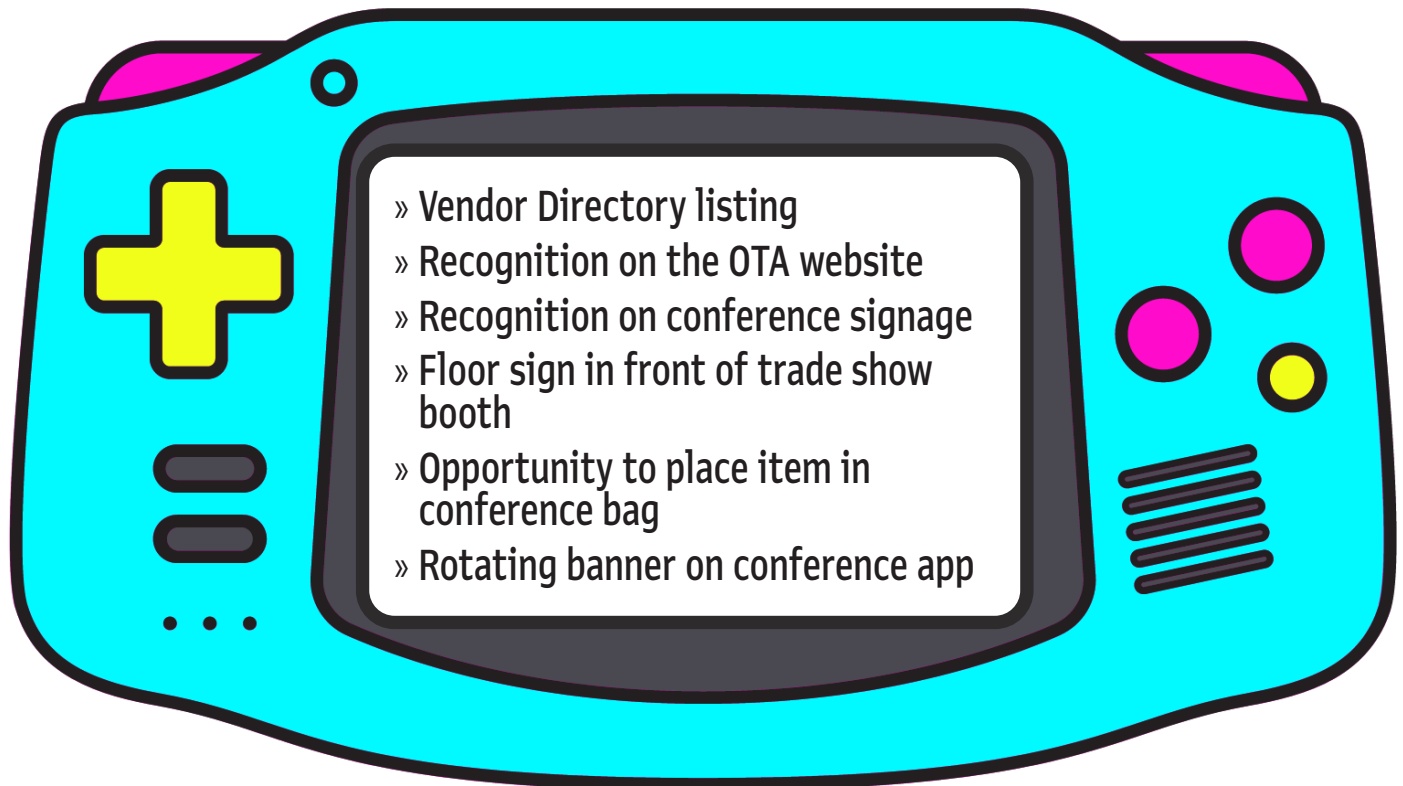 » Vendor Directory listing
» Recognition on the OTA website
» Recognition on conference signage
» Floor sign in front of trade show
booth
» Opportunity to place item in
conference bag
» Rotating banner on conference app